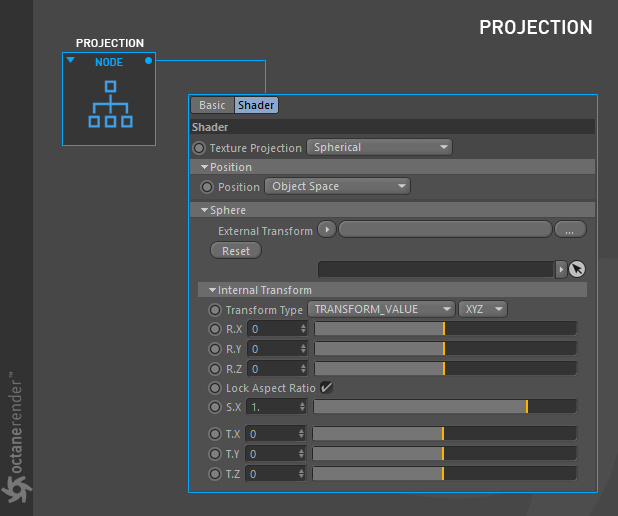 PROJECTION
PROJECTION
NODE
Basic Shader
Shader
Texture Projection Spherical
Position
Position Object Space
Sphere
External Transform ...
Reset
Internal Transform
Transform Type TRANSFORM_VALUE XYZ
R.X 0
R.Y 0
R.Z 0
Lock Aspect Ratio
S.X 1.
T.X 0
T.Y 0
T.Z 0
octanerender™